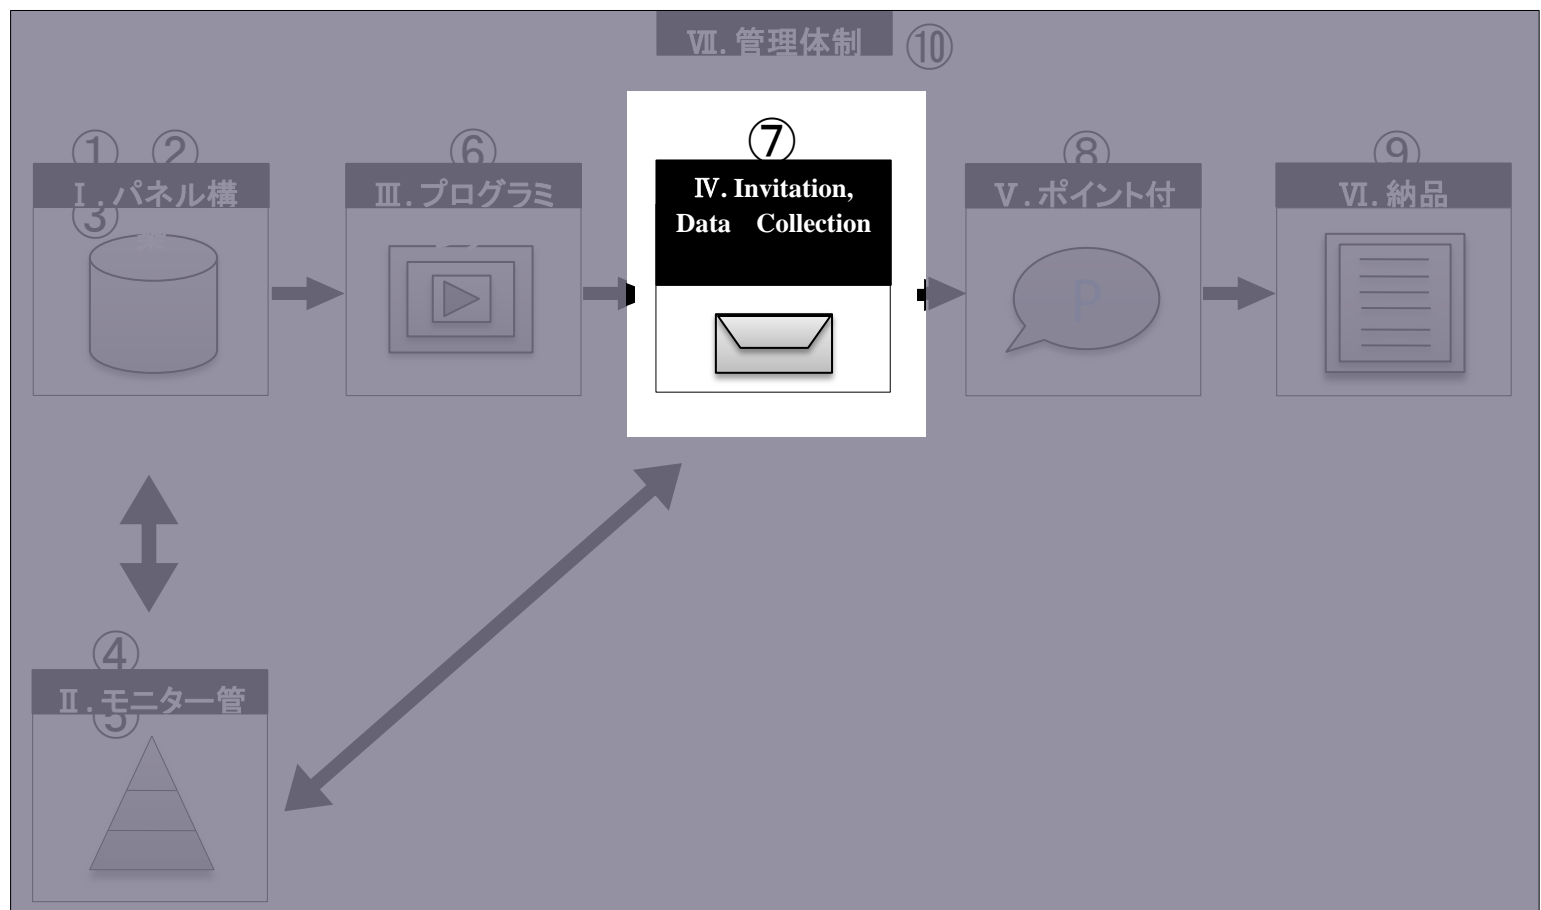 Ⅶ. 管理体制
⑩
① ②
Ⅰ. パネル構
③
築
⑥
Ⅲ. プログラミ
⑦
Ⅳ. Invitation,
Data Collection
⑧
Ⅴ. ポイント付
P
⑨
Ⅵ. 納品
④
Ⅱ. モニター管
⑤